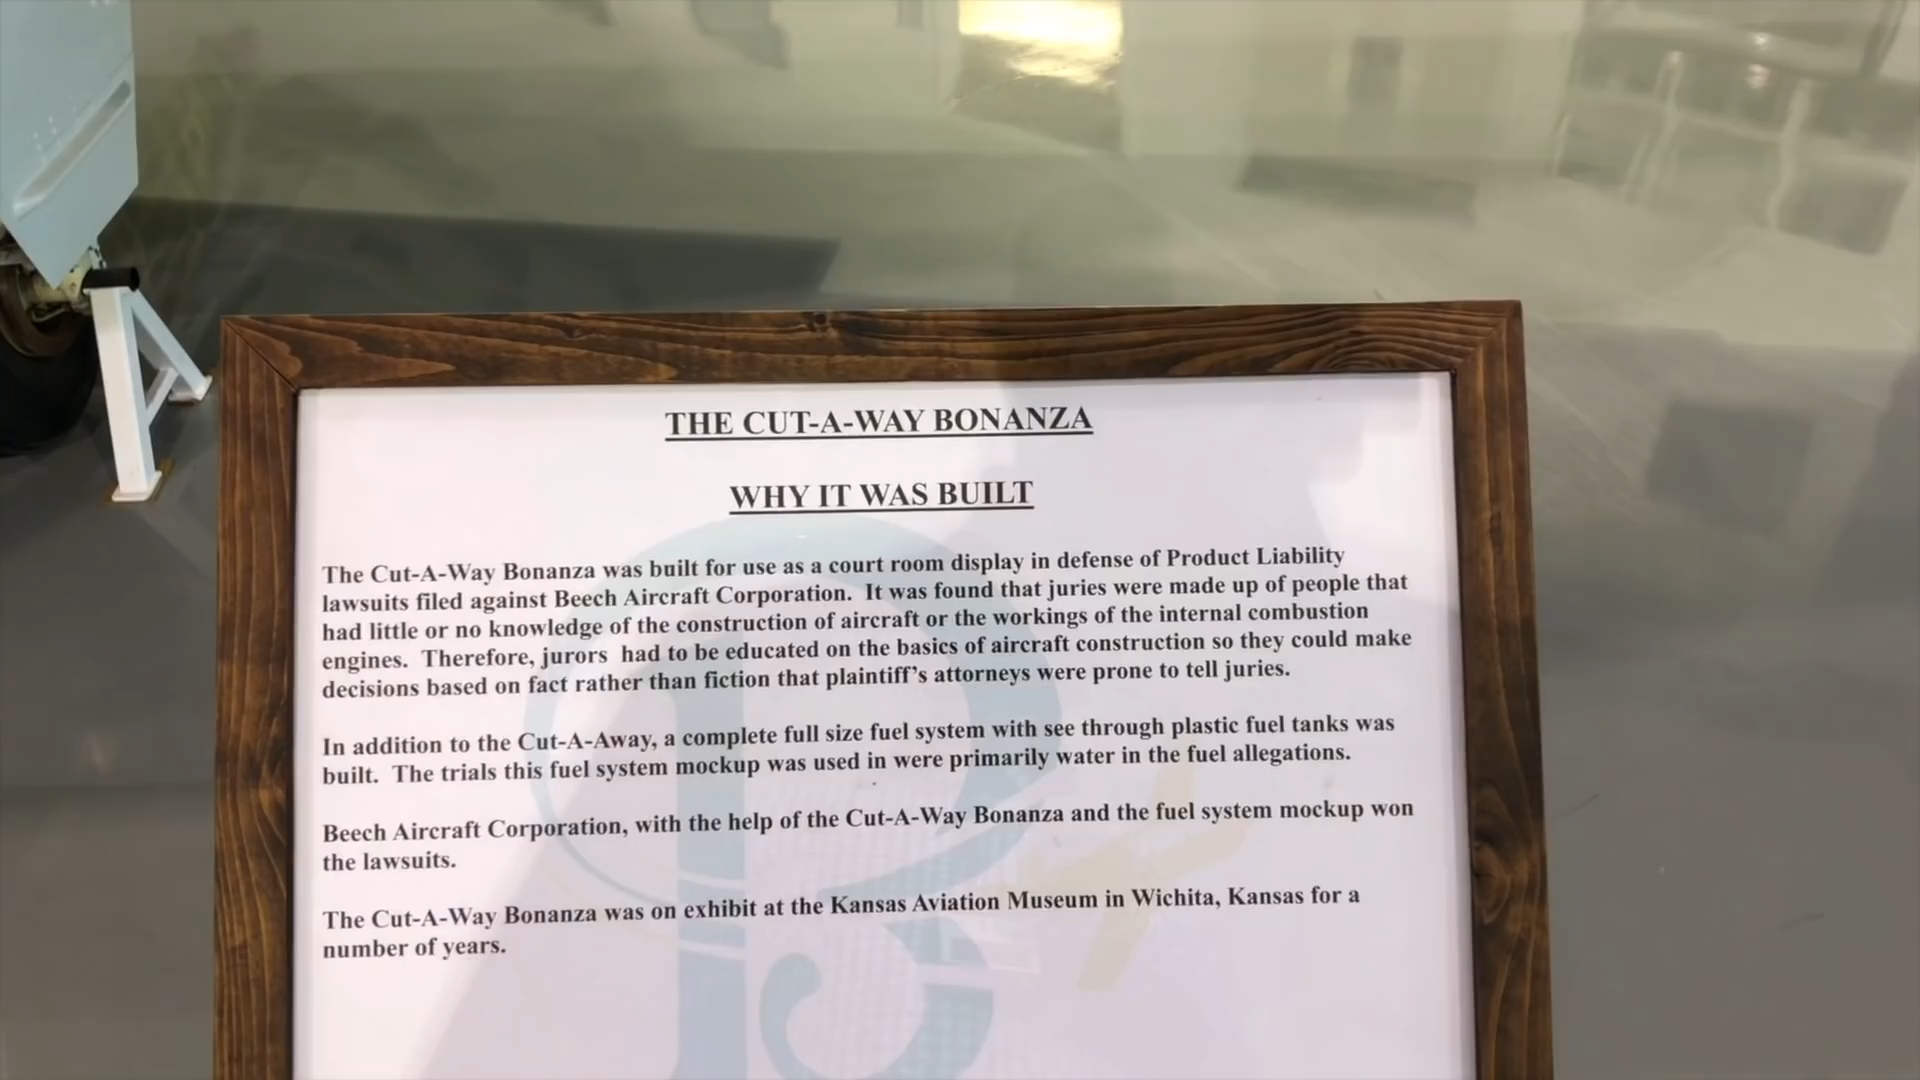 THE CUT-A-WAY BONANZA
WHY IT WAS BUILT
The Cut-A-Way Bonanza was built for use as a court room display in defense of Product Liability
lawsuits filed against Beech Aircraft Corporation. It was found that juries were made up of people that
had little or no knowledge of the construction of aircraft or the workings of the internal combustion
engines. Therefore, jurors had to be educated on the basics of aircraft construction so they could make
decisions based on fact rather than fiction that plaintiff's attorneys were prone to tell juries.
In addition to the Cut-A-Away, a complete full size fuel system with see through plastic fuel tanks was
built. The trials this fuel system mockup was used in were primarily water in the fuel allegations.
Beech Aircraft Corporation, with the help of the Cut-A-Way Bonanza and the fuel system mockup won
the lawsuits.
The Cut-A-Way Bonanza was on exhibit at the Kansas Aviation Museum in Wichita, Kansas for a
number of years.